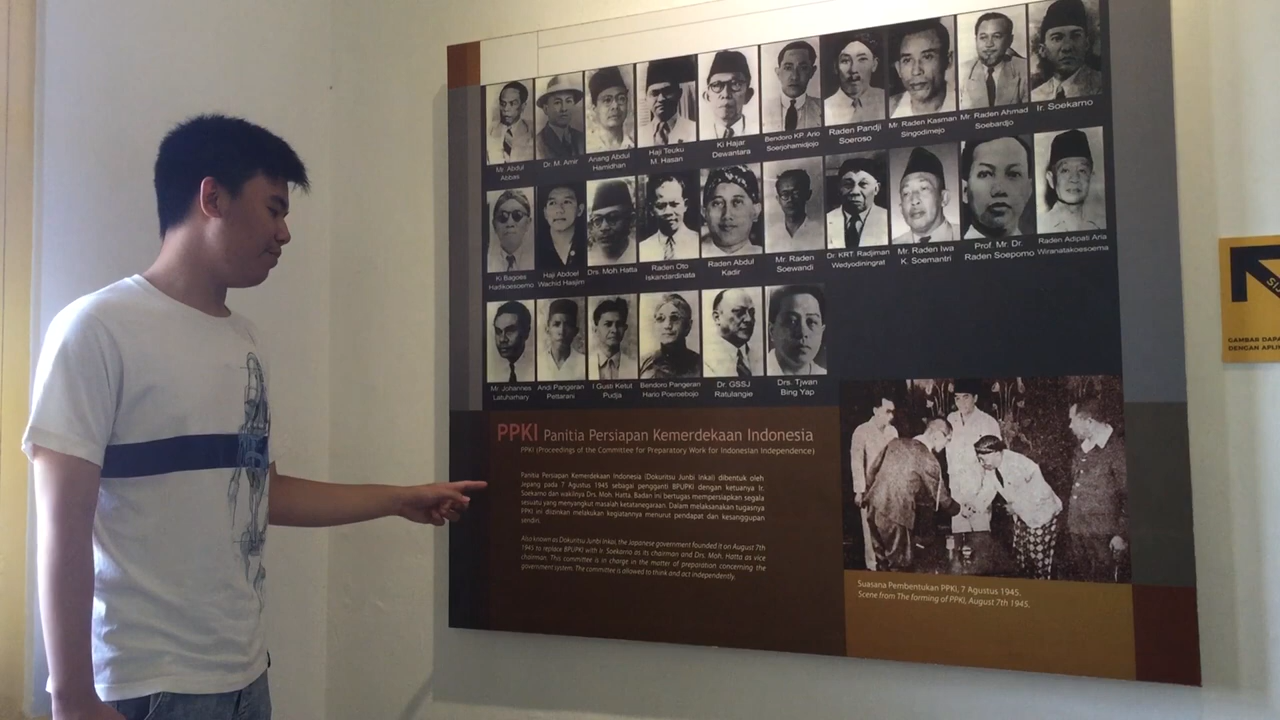 Mr. Abdul
Abbas
Dr. M. Amir
Anang Abdul
Hamidhan
Haji Teuku
M. Hasan
Ki Hajar
Dewantara
Bendoro KP. Ario
Soerjohamidjojo
Raden Pandji
Soeroso
Mr. Raden Kasman
Singodimejo
Mr. Raden Ahmad
Soebardjo
Ir. Soekarno
Ki Bagoes
Hadikoesoemo
Haji Abdoel
Wachid Hasjim
Drs. Moh. Hatta
Raden Oto
Iskandardinata
Raden Abdul
Kadir
Mr. Raden
Soewandi
Dr. KRT. Radjiman
Wedyodiningrat
Mr. Raden Iwa
K. Soemantri
Prof. Mr. Dr.
Raden Soepomo
Raden Adipati Aria
Wiranatakoesoema
Mr. Johannes
Latuharhary
Andi Pangeran
Pettarani
I Gusti Ketut
Pudja
Bendoro Pangeran
Hario Poeroebojo
Dr. GSSJ
Ratulangie
Drs. Tjwan
Bing Yap
PPKI Panitia Persiapan Kemerdekaan Indonesia
PPKI (Proceedings of the Committee for Preparatory Work for Indonesian Independence)
Panitia Persiapan Kemerdekaan Indonesia (Dokuritsu Junbi Inkai) dibentuk oleh
Jepang pada 7 Agustus 1945 sebagai pengganti BPUPKI dengan ketuanya Ir.
Soekarno dan wakilnya Drs. Moh. Hatta. Badan ini bertugas mempersiapkan segala
sesuatu yang menyangkut masalah ketatanegaraan. Dalam melaksanakan tugasnya
PPKI ini diizinkan melakukan kegiatannya menurut pendapat dan kesanggupan
sendiri.
Also known as Dokuritsu Junbi Inkai, the Japanese government founded it on August 7th
1945 to replace BPUPKI with Ir. Soekarno as its chairman and Drs. Moh. Hatta as vice
chairman. This committee is in charge in the matter of preparation concerning the
government system. The committee is allowed to think and act independently.
Suasana Pembentukan PPKI, 7 Agustus 1945.
Scene from The forming of PPKI, August 7th 1945.
GAMBAR DAPA
DENGAN APLI